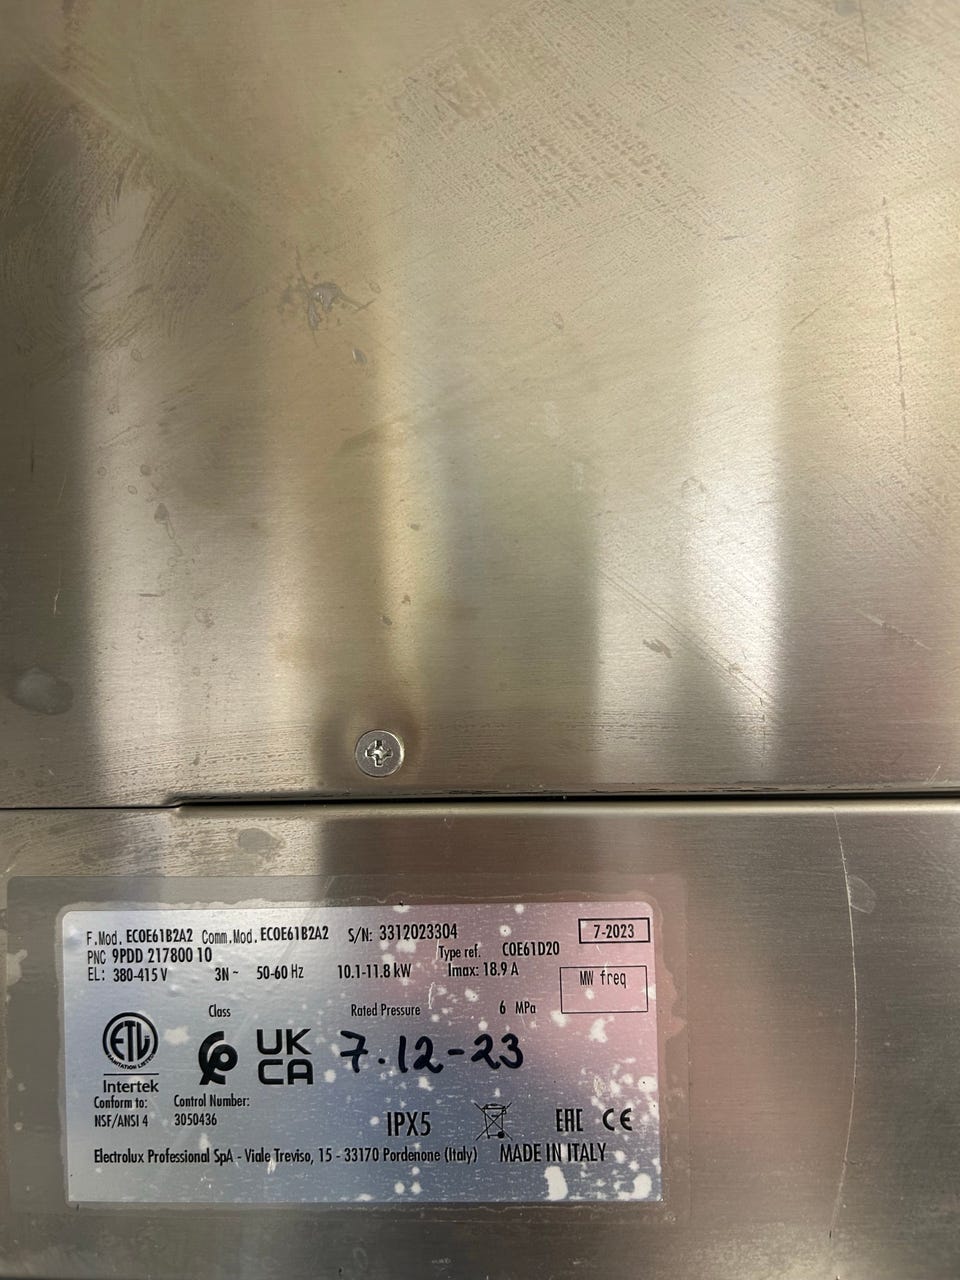 F.Mod. ECOE61B2A2 Comm.Mod. ECOE61B2A2 S/N: 3312023304 7-2023
PNC 9PDD 217800 10 Type ref. COE61D20
EL: 380-415 V 3N~ 50-60 Hz 10.1-11.8 kW Imax: 18.9 A MW freq
Class Rated Pressure 6 MPa
ETL
SANITATION LISTED
Intertek
UK
CA
7.12-23
Conform to: Control Number:
NSF/ANSI 4 3050436 IPX5 EAC CE
Electrolux Professional SpA - Viale Treviso, 15 - 33170 Pordenone (Italy) MADE IN ITALY